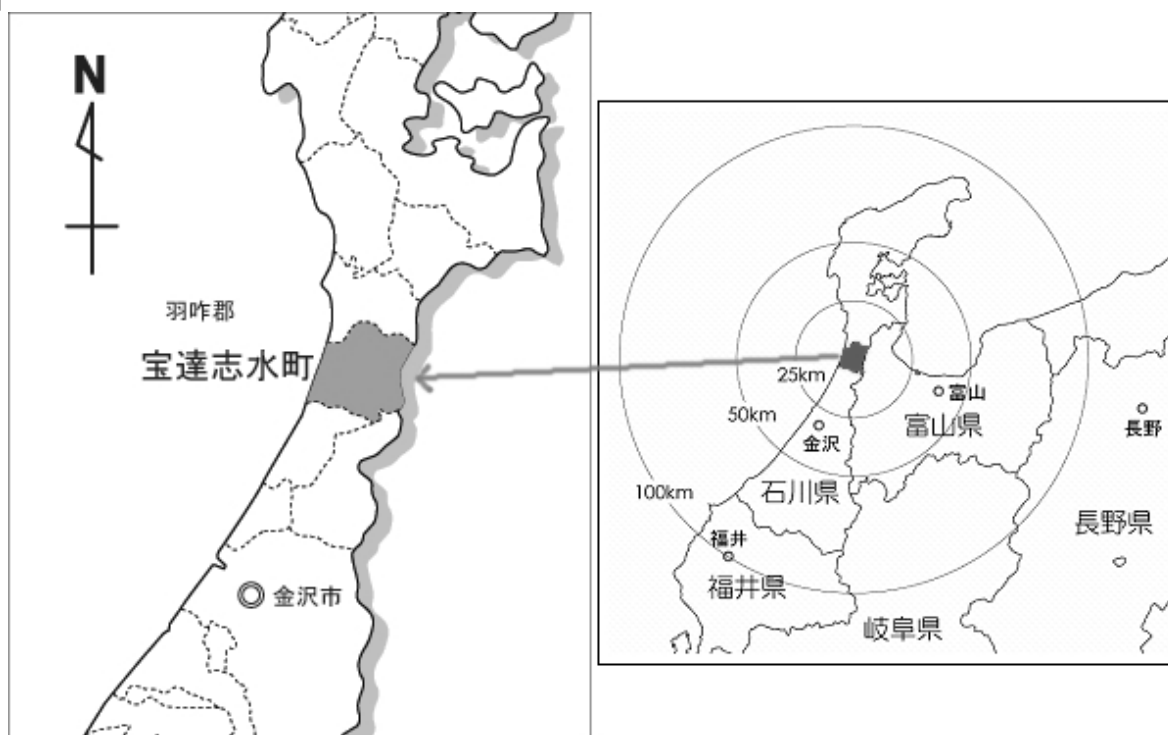 N
羽咋郡
宝達志水町
金沢市
25km
50km
100km
富山
富山県
金沢
石川県
長野
長野県
福井
福井県
岐阜県